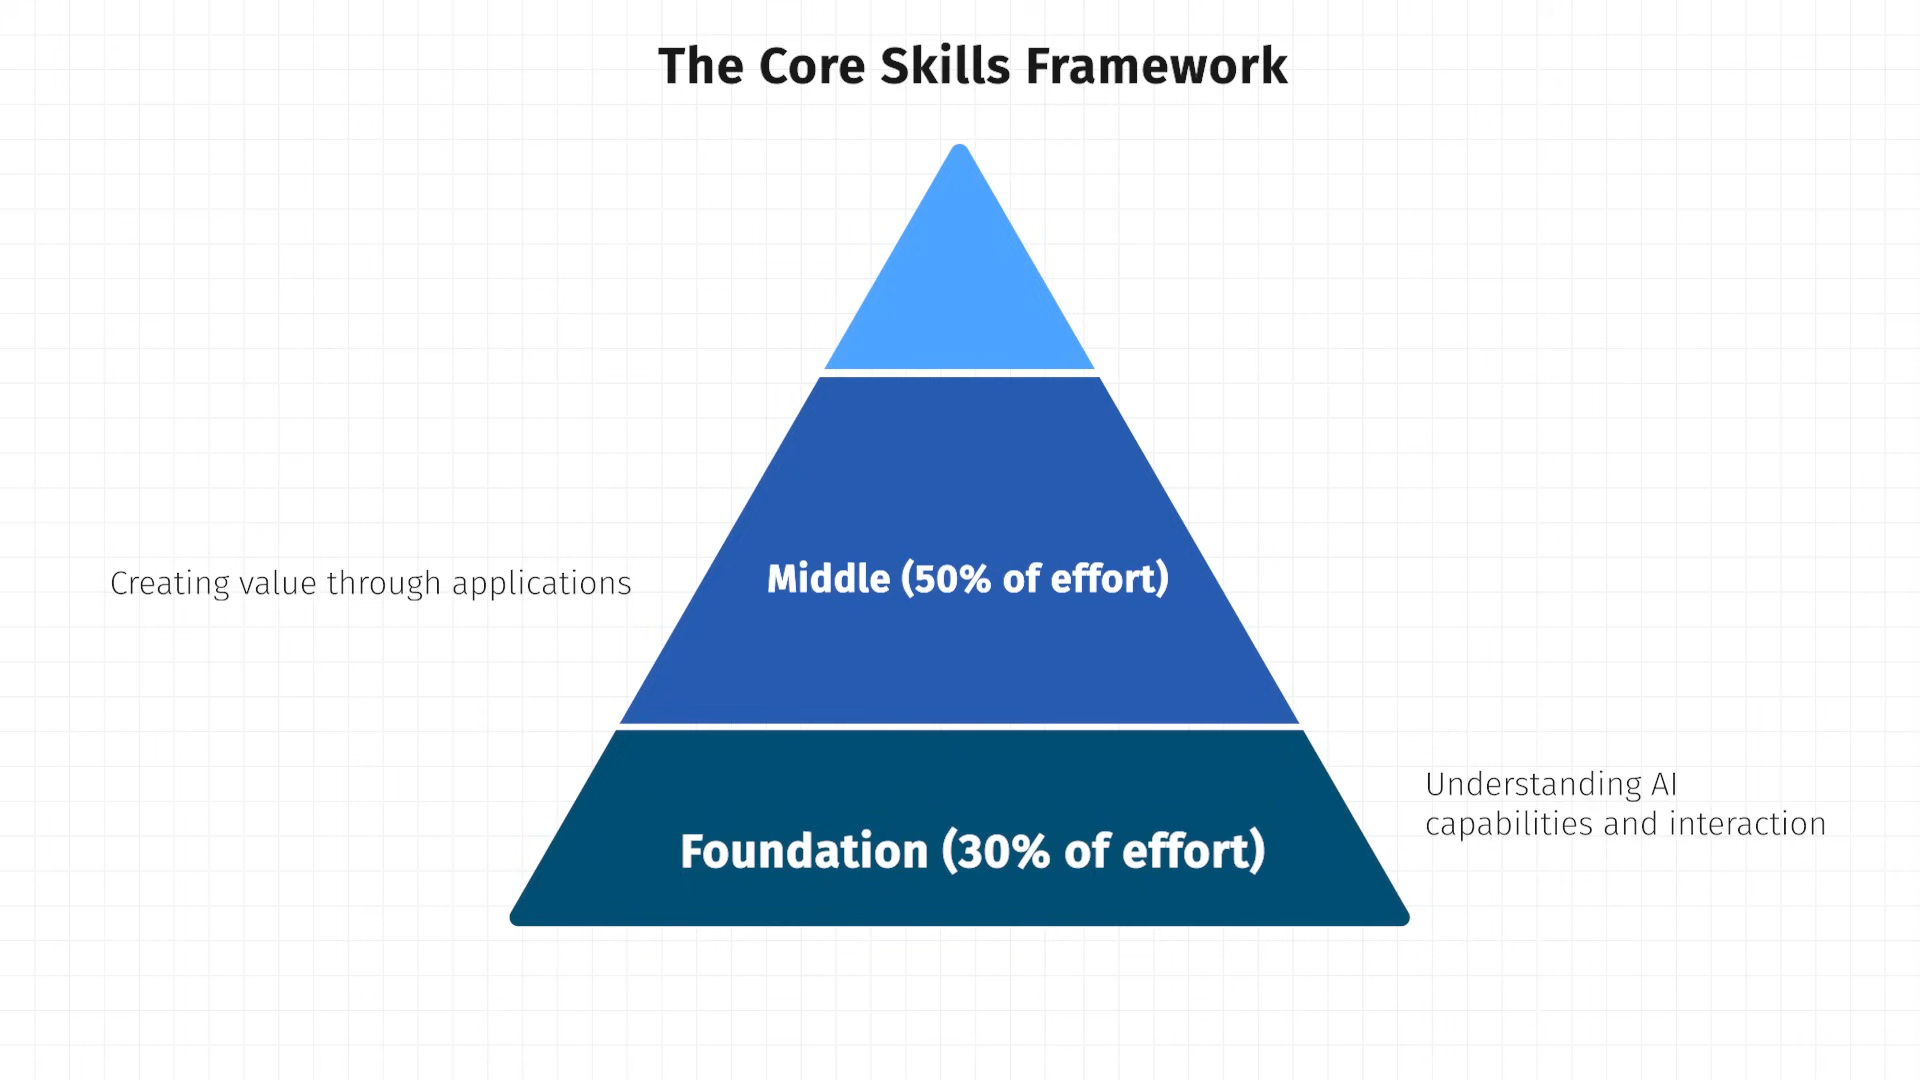 The Core Skills Framework
Creating value through applications
Middle (50% of effort)
Foundation (30% of effort)
Understanding AI
capabilities and interaction